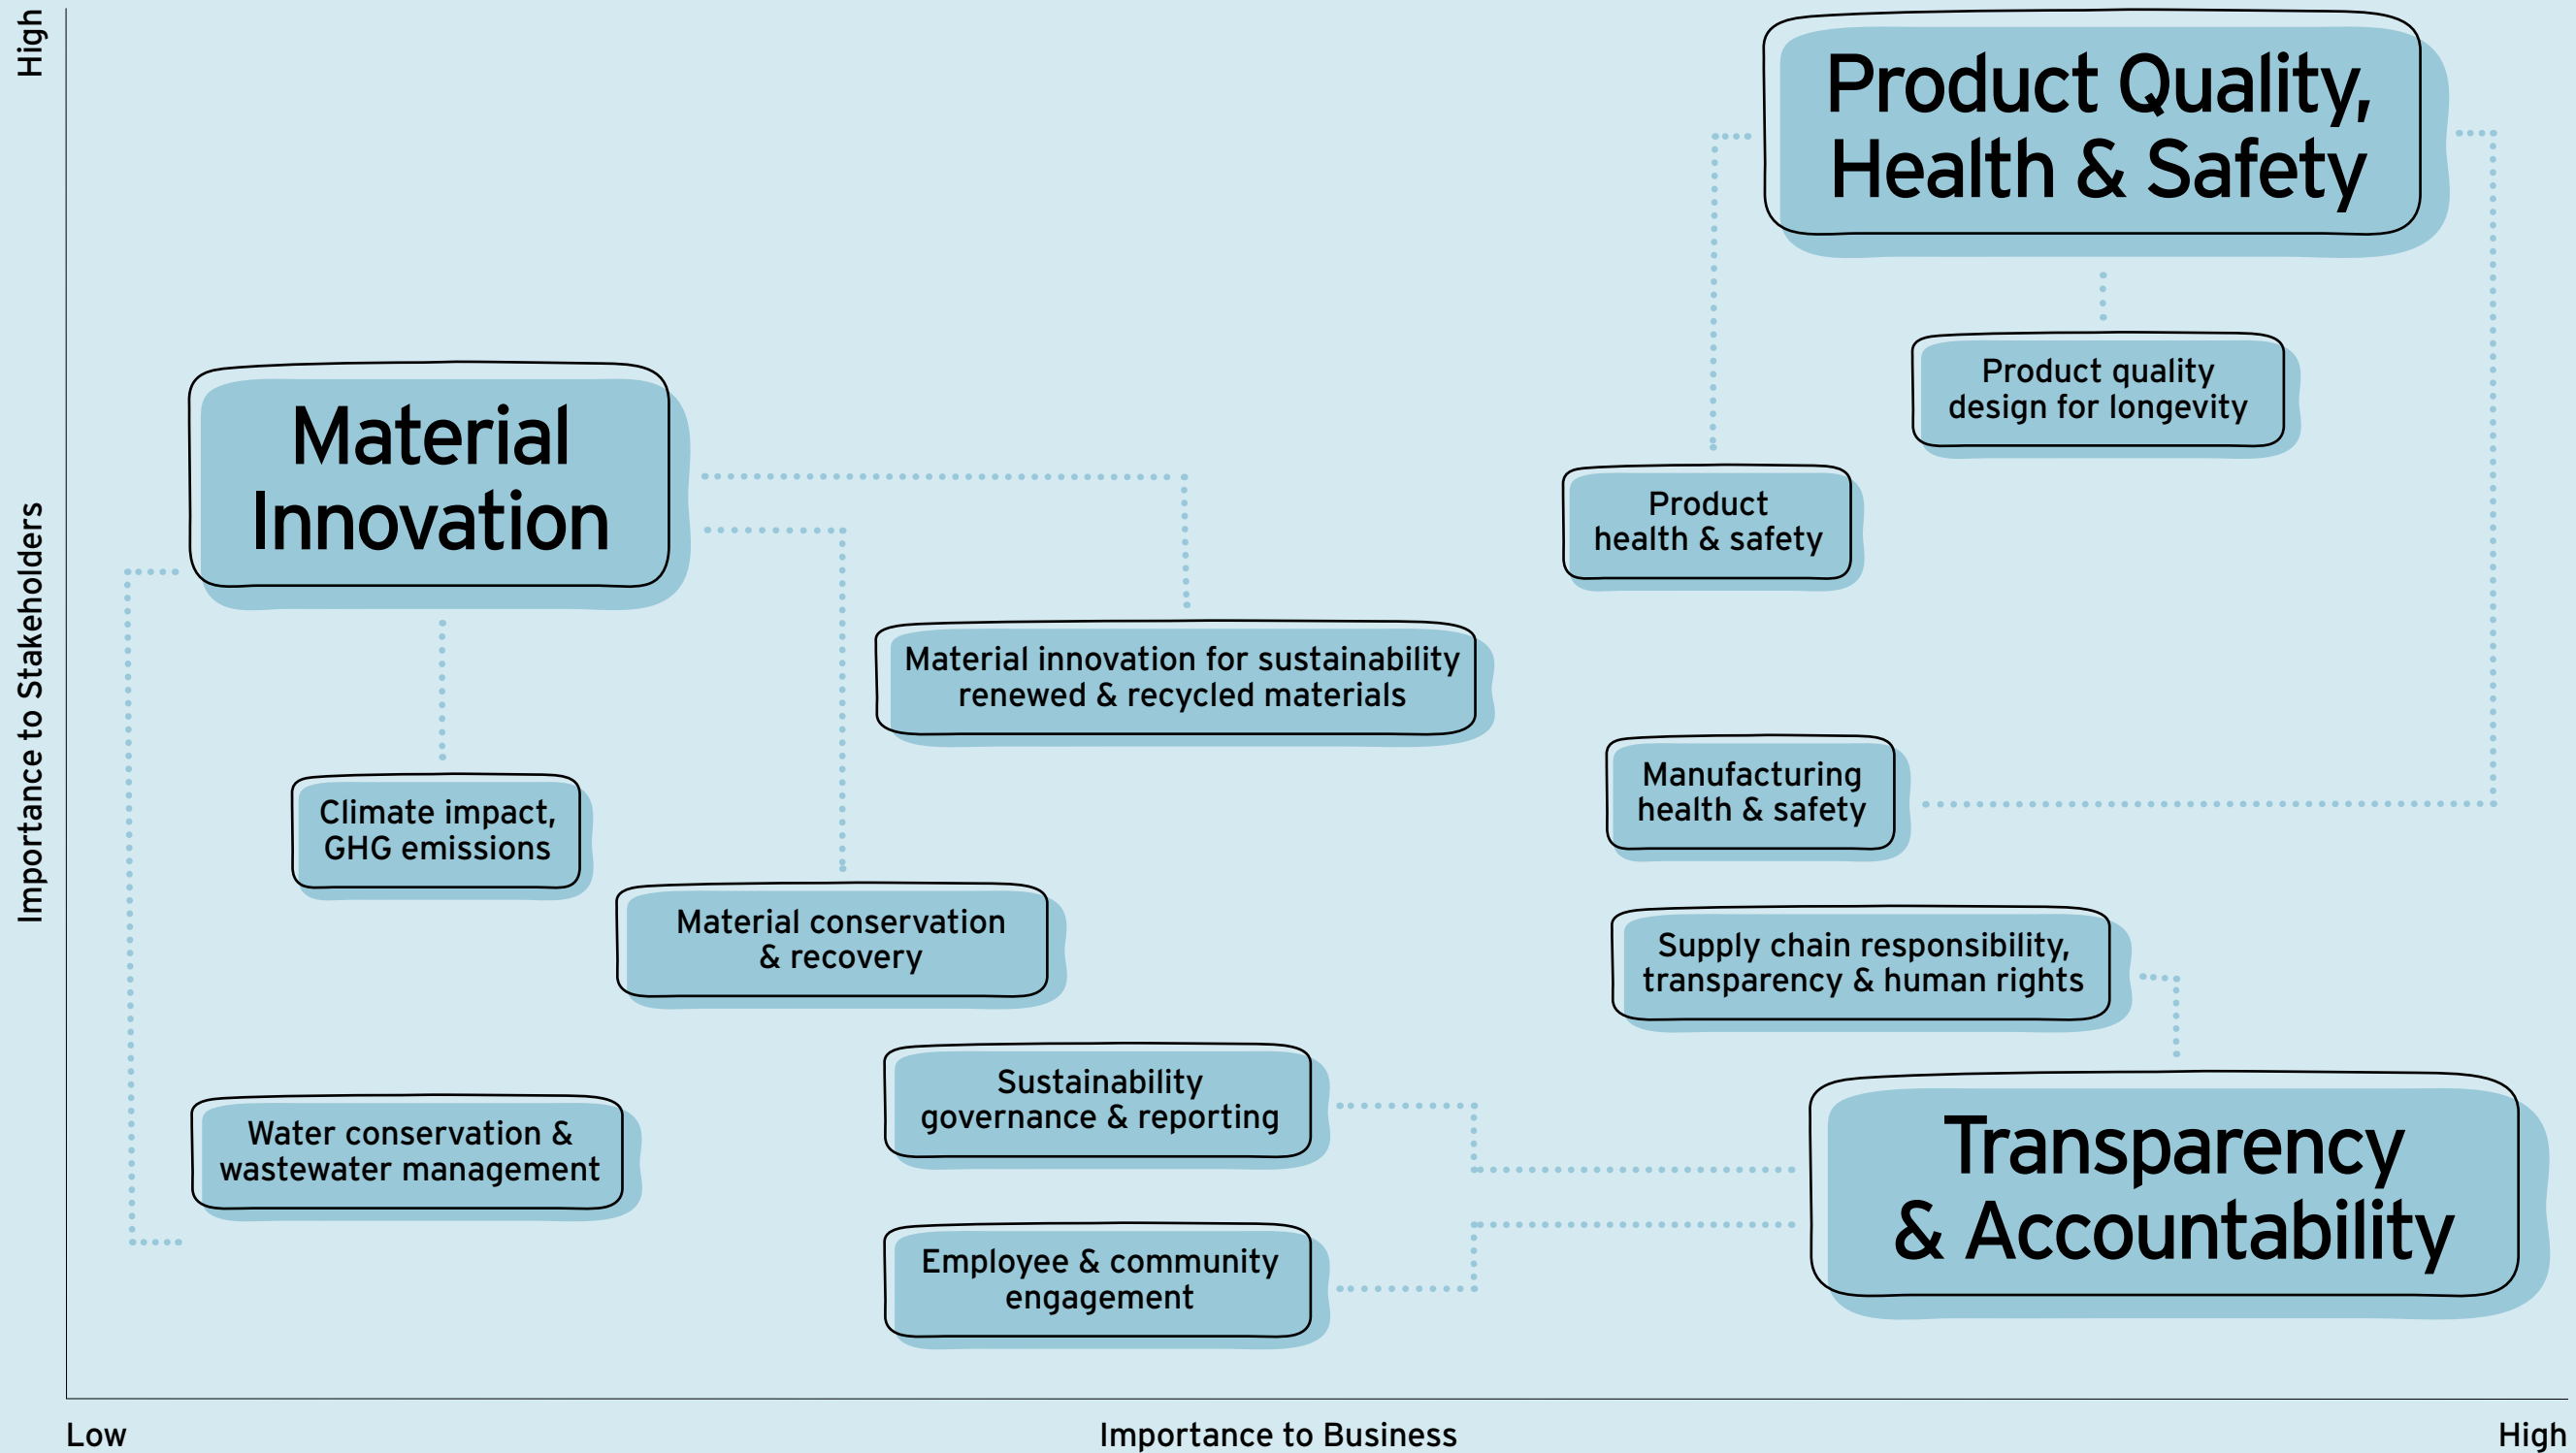 High
Importance to Stakeholders
Product Quality,
Health & Safety
Product quality
design for longevity
Product
health & safety
Manufacturing
health & safety
Material
Innovation
Material innovation for sustainability
renewed & recycled materials
Climate impact,
GHG emissions
Material conservation
& recovery
Water conservation &
wastewater management
Supply chain responsibility,
transparency & human rights
Sustainability
governance & reporting
Employee & community
engagement
Transparency
& Accountability
Low
Importance to Business
High